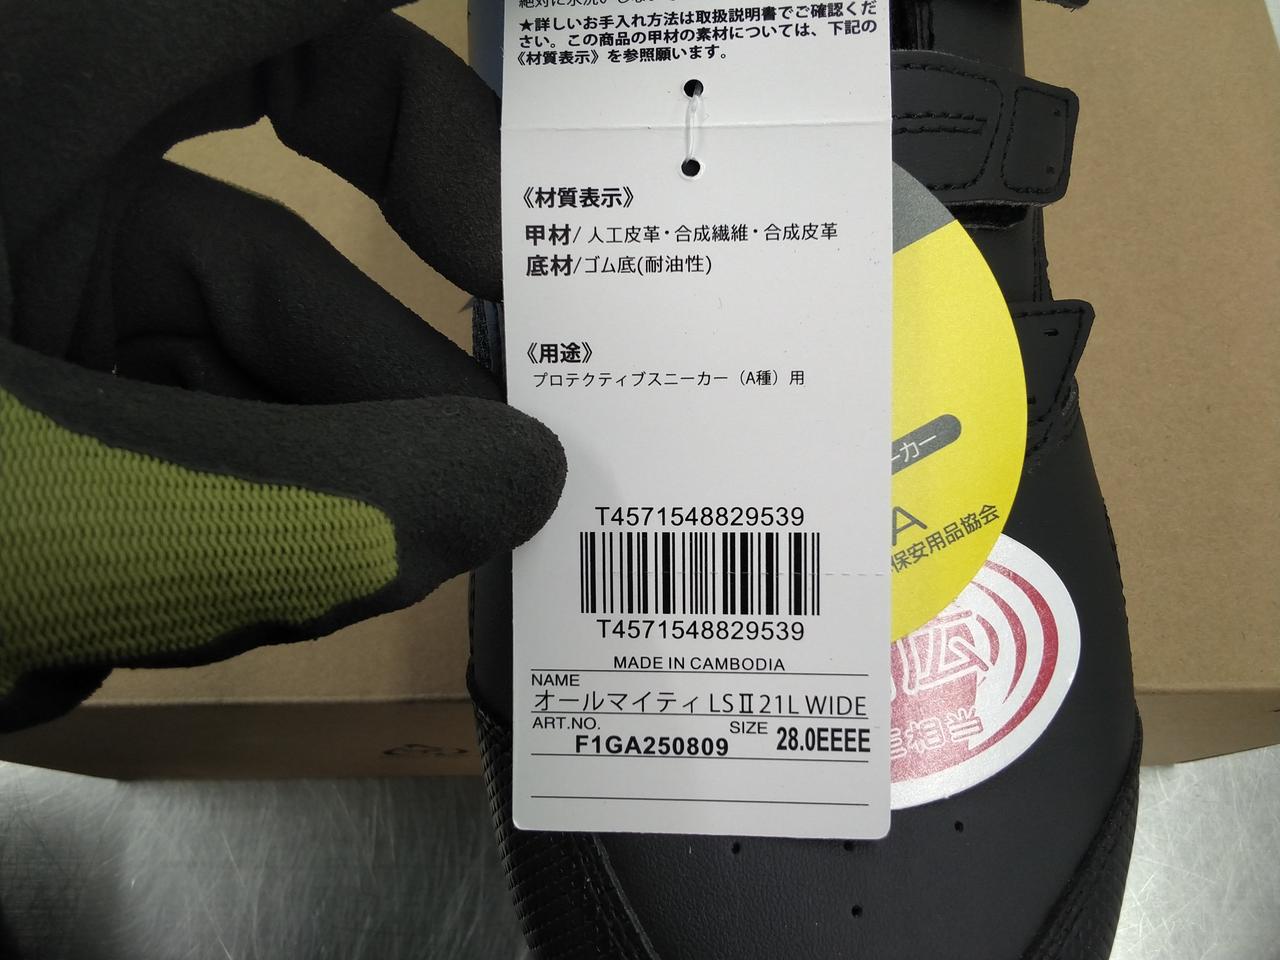 ★詳しいお手入れ方法は取扱説明書でご確認くだ
さい。この商品の甲材の素材については、下記の
《材質表示》を参照願います。
《材質表示》
甲材/ 人工皮革・合成繊維・合成皮革
底材/ゴム底(耐油性)
《用途》
プロテクティブスニーカー（A種）用
T4571548829539
T4571548829539
MADE IN CAMBODIA
NAME
オールマイティ LSⅡ21L WIDE
ART.NO.
F1GA250809
SIZE
28.0EEEE
ーカー
A
保安用品協会
相当